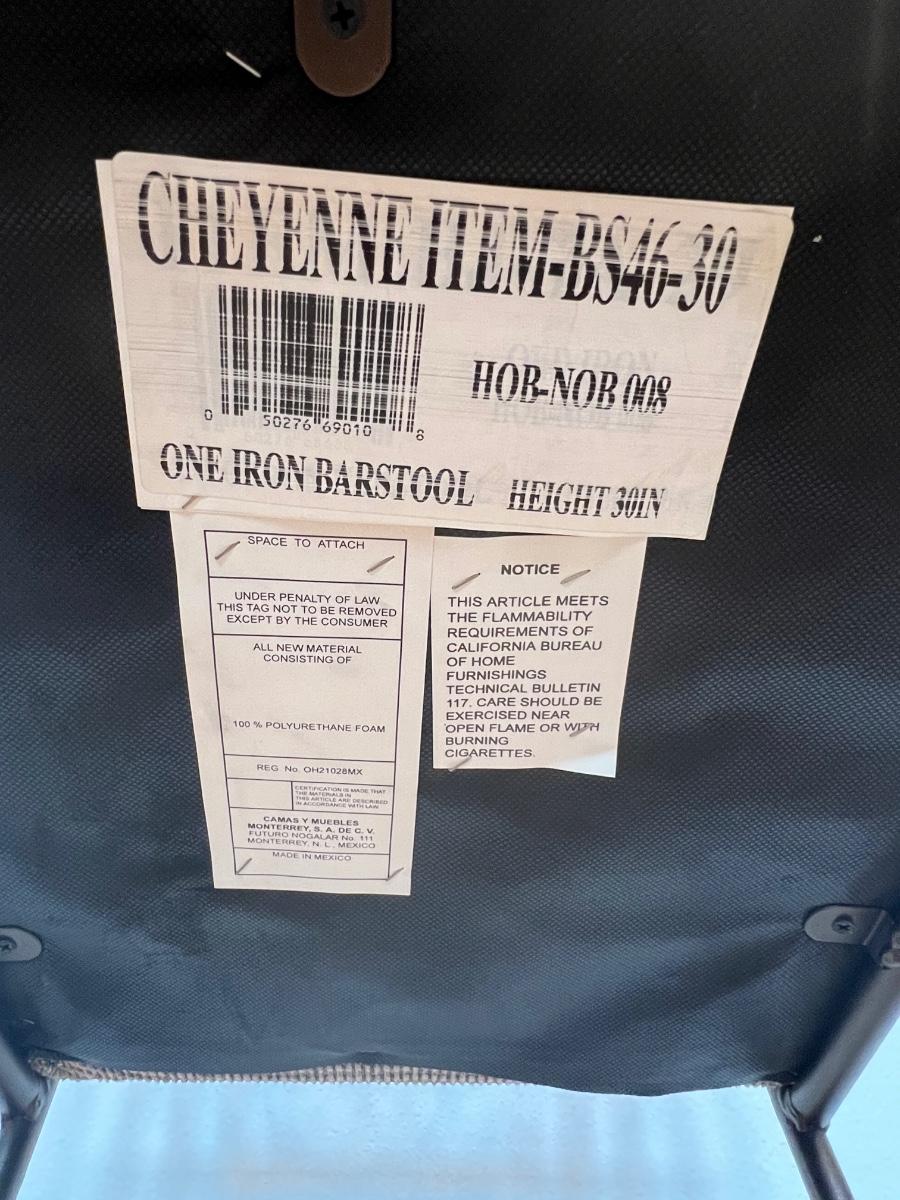 CHEYENNE ITEM-BS46-30
HOB-NOB 008
0 50276 69010 8
ONE IRON BARSTOOL HEIGHT 30IN
SPACE TO ATTACH
UNDER PENALTY OF LAW
THIS TAG NOT TO BE REMOVED
EXCEPT BY THE CONSUMER
ALL NEW MATERIAL
CONSISTING OF
100 % POLYURETHANE FOAM
REG. No. OH21028MX
CERTIFICATION IS MADE THAT
THE MATERIALS IN
THIS ARTICLE ARE DESCRIBED
IN ACCORDANCE WITH LAW
CAMAS Y MUEBLES
MONTERREY, S. A. DE C. V.
FUTURO NOGALAR No. 111
MONTERREY, N. L., MEXICO
MADE IN MEXICO
NOTICE
THIS ARTICLE MEETS
THE FLAMMABILITY
REQUIREMENTS OF
CALIFORNIA BUREAU
OF HOME
FURNISHINGS
TECHNICAL BULLETIN
117. CARE SHOULD BE
EXERCISED NEAR
OPEN FLAME OR WITH
BURNING
CIGARETTES.